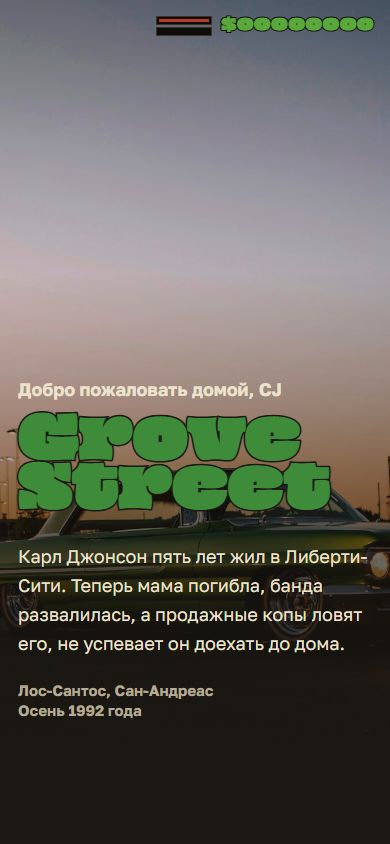 $000000000
Добро пожаловать домой, CJ
Grove
Street
Карл Джонсон пять лет жил в Либерти-
Сити. Теперь мама погибла, банда
развалилась, а продажные копы ловят
его, не успевает он доехать до дома.
Лос-Сантос, Сан-Андреас
Осень 1992 года